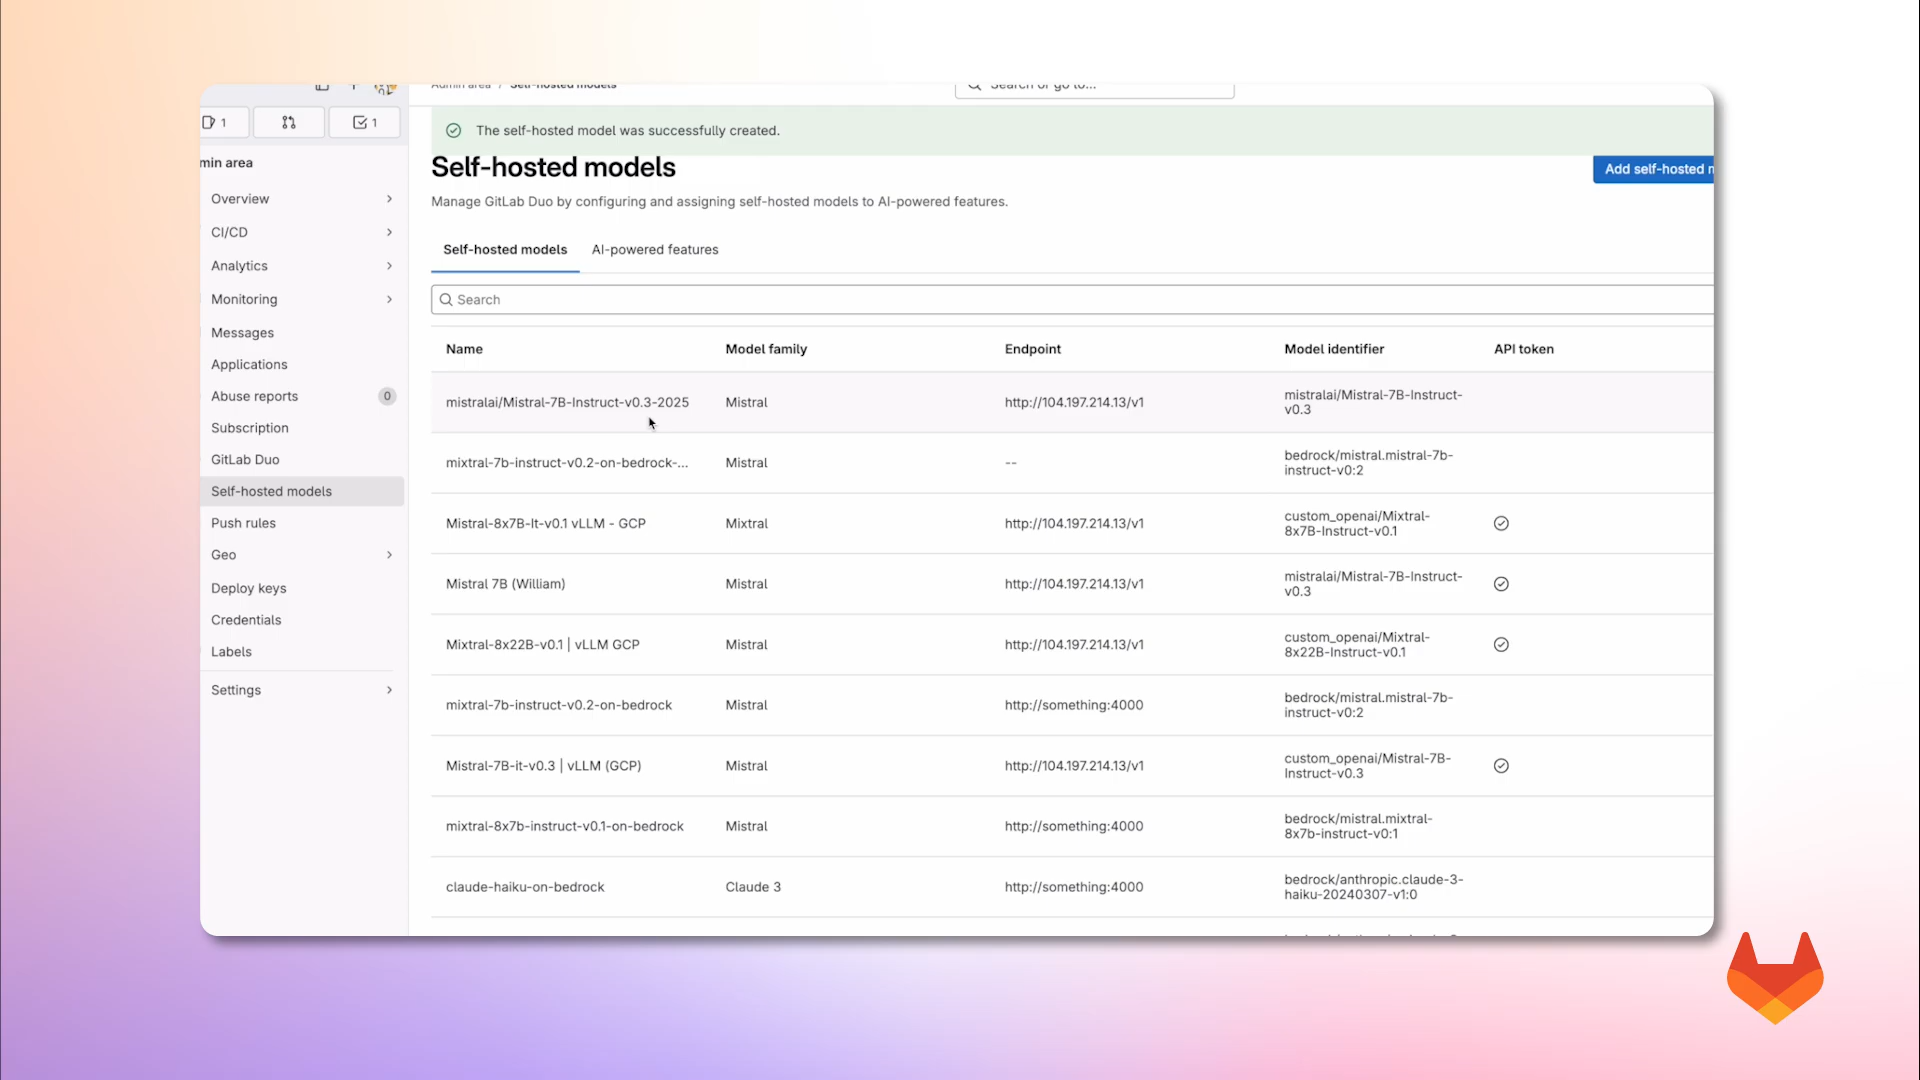 Admin area / Self-hosted models
Search or go to...
1
1
The self-hosted model was successfully created.
min area
Overview
CI/CD
Analytics
Monitoring
Messages
Applications
Abuse reports 0
Subscription
GitLab Duo
Self-hosted models
Push rules
Geo
Deploy keys
Credentials
Labels
Settings
Self-hosted models
Add self-hosted m
Manage GitLab Duo by configuring and assigning self-hosted models to AI-powered features.
Self-hosted models AI-powered features
Search
Name Model family Endpoint Model identifier API token
mistralai/Mistral-7B-Instruct-v0.3-2025 Mistral http://104.197.214.13/v1 mistralai/Mistral-7B-Instruct-
v0.3
mixtral-7b-instruct-v0.2-on-bedrock-... Mistral -- bedrock/mistral.mistral-7b-
instruct-v0:2
Mistral-8x7B-It-v0.1 vLLM - GCP Mixtral http://104.197.214.13/v1 custom_openai/Mixtral-
8x7B-Instruct-v0.1
Mistral 7B (William) Mistral http://104.197.214.13/v1 mistralai/Mistral-7B-Instruct-
v0.3
Mixtral-8x22B-v0.1 | vLLM GCP Mistral http://104.197.214.13/v1 custom_openai/Mixtral-
8x22B-Instruct-v0.1
mixtral-7b-instruct-v0.2-on-bedrock Mistral http://something:4000 bedrock/mistral.mistral-7b-
instruct-v0:2
Mistral-7B-it-v0.3 | vLLM (GCP) Mistral http://104.197.214.13/v1 custom_openai/Mistral-7B-
Instruct-v0.3
mixtral-8x7b-instruct-v0.1-on-bedrock Mistral http://something:4000 bedrock/mistral.mixtral-
8x7b-instruct-v0:1
claude-haiku-on-bedrock Claude 3 http://something:4000 bedrock/anthropic.claude-3-
haiku-20240307-v1:0